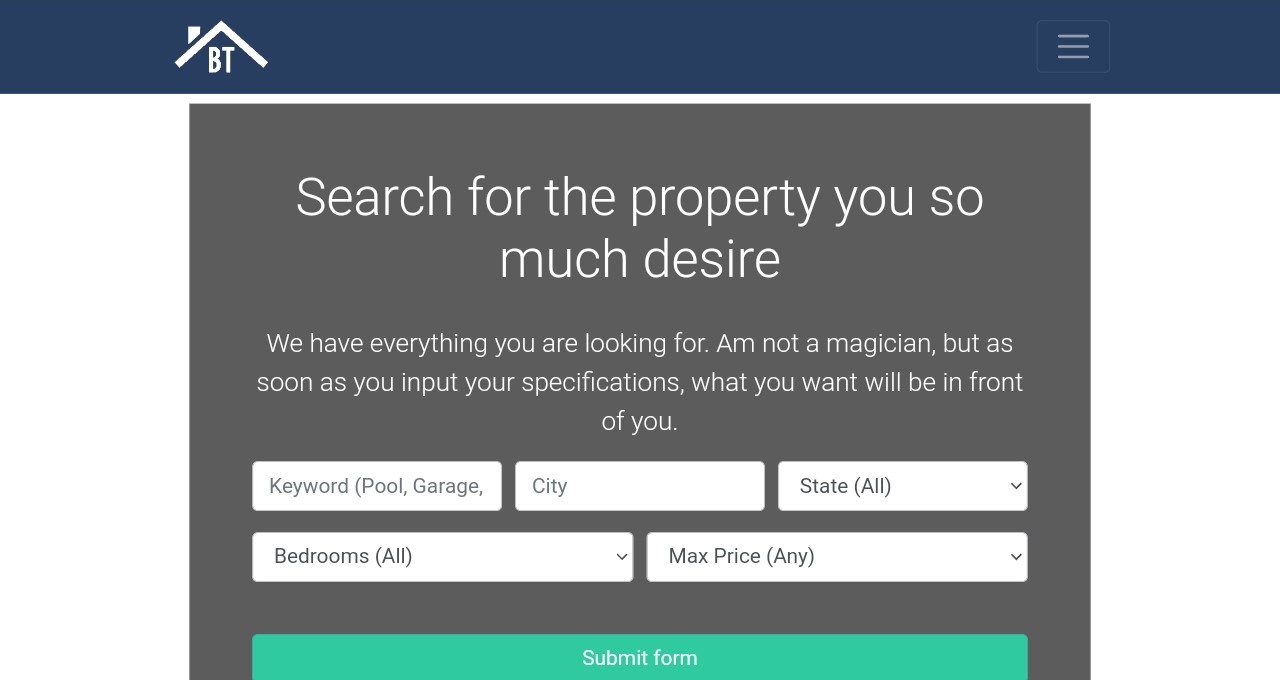 BT
Search for the property you so
much desire
We have everything you are looking for. Am not a magician, but as
soon as you input your specifications, what you want will be in front
of you.
Keyword (Pool, Garage,
City
State (All)
Bedrooms (All)
Max Price (Any)
Submit form